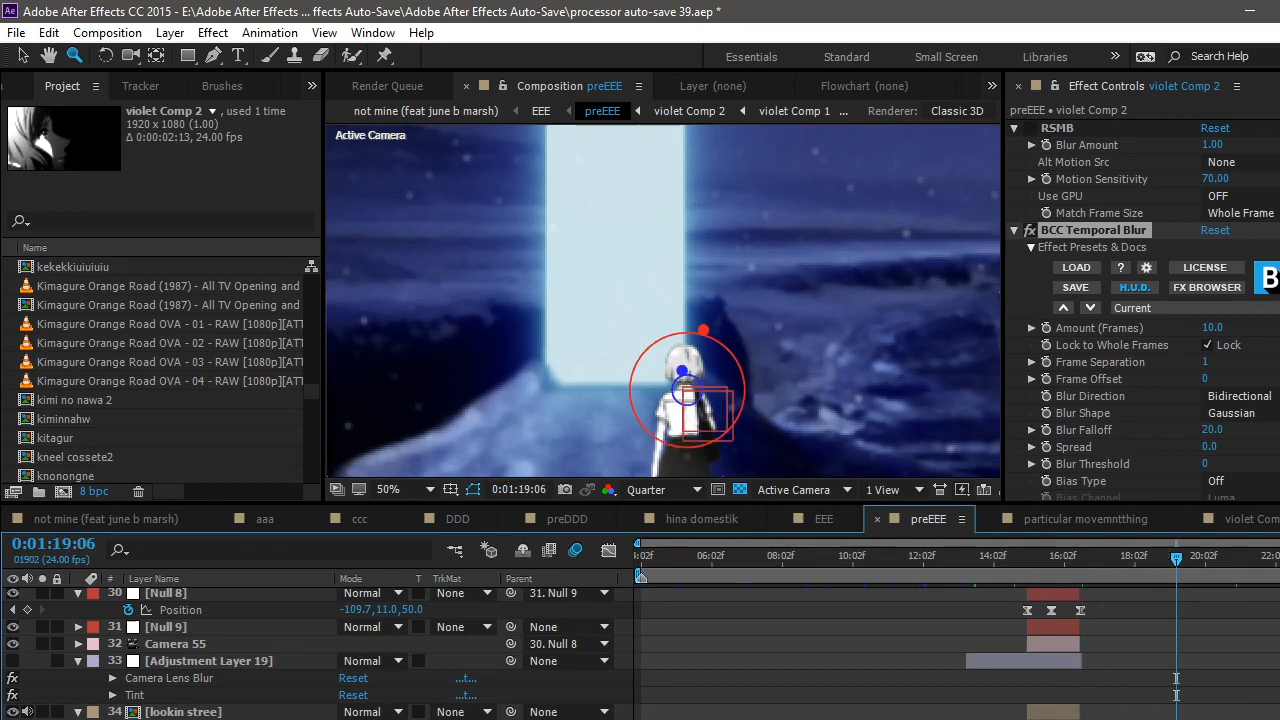 Ae Adobe After Effects CC 2015 - E:\Adobe After Effects ... ffects Auto-Save\Adobe After Effects Auto-Save\processor auto-save 39.aep *
File Edit Composition Layer Effect Animation View Window Help
Essentials Standard Small Screen Libraries Search Help
Project Tracker Brushes
violet Comp 2 , used 1 time
1920 x 1080 (1.00)
Δ 0:00:02:13, 24.00 fps
Name
kekekkiuiuiuiu
Kimagure Orange Road (1987) - All TV Opening and
Kimagure Orange Road (1987) - All TV Opening and
Kimagure Orange Road OVA - 01 - RAW [1080p][ATT
Kimagure Orange Road OVA - 02 - RAW [1080p][ATT
Kimagure Orange Road OVA - 03 - RAW [1080p][ATT
Kimagure Orange Road OVA - 04 - RAW [1080p][ATT
kimi no nawa 2
kiminnahw
kitagur
kneel cossete2
knonongne
8 bpc
Render Queue Composition preEEE Layer (none) Flowchart (none)
not mine (feat june b marsh) EEE preEEE violet Comp 2 violet Comp 1 ... Renderer: Classic 3D
Active Camera
50% 0:01:19:06 Quarter Active Camera 1 View
Effect Controls violet Comp 2
preEEE • violet Comp 2
RSMB Reset
Blur Amount 1.00
Alt Motion Src None
Motion Sensitivity 70.00
Use GPU OFF
Match Frame Size Whole Frame
fx BCC Temporal Blur Reset
Effect Presets & Docs
LOAD ? LICENSE B
SAVE H.U.D. FX BROWSER
Current
Amount (Frames) 10.0
Lock to Whole Frames Lock
Frame Separation 1
Frame Offset 0
Blur Direction Bidirectional
Blur Shape Gaussian
Blur Falloff 20.0
Spread 0.0
Blur Threshold 0
Bias Type Off
Bias Channel Luma
not mine (feat june b marsh) aaa ccc DDD preDDD hina domestik EEE preEEE particular movemntthing violet Com
0:01:19:06
01902 (24.00 fps)
4:02f 06:02f 08:02f 10:02f 12:02f 14:02f 16:02f 18:02f 20:02f 22:0
# Layer Name Mode T TrkMat Parent
30 [Null 8] Normal None 31. Null 9
Position -109.7,11.0,50.0
31 [Null 9] Normal None None
32 Camera 55 30. Null 8
33 [Adjustment Layer 19] Normal None
fx Camera Lens Blur Reset ...t...
fx Tint Reset ...t...
34 [lookin stree] Normal None None